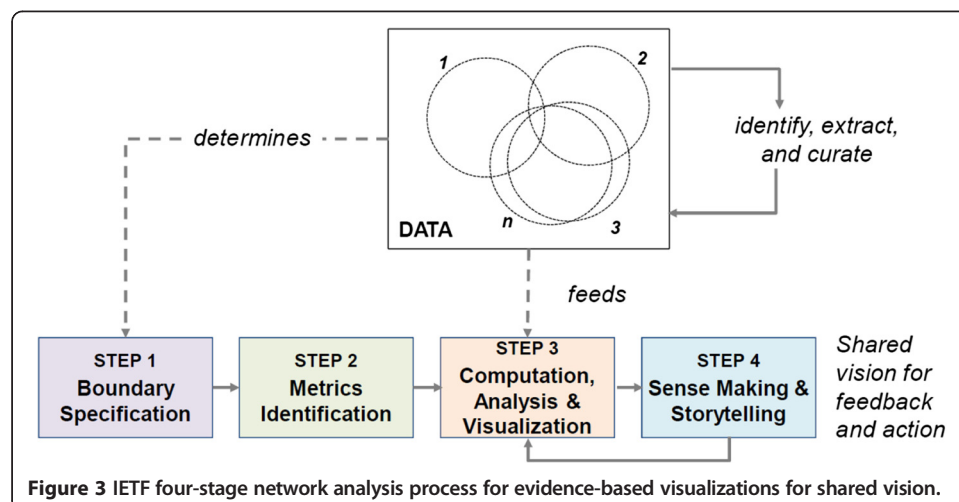 1
2
determines
identify, extract,
and curate
n
3
DATA
feeds
STEP 1
Boundary
Specification
STEP 2
Metrics
Identification
STEP 3
Computation,
Analysis &
Visualization
STEP 4
Sense Making &
Storytelling
Shared
vision for
feedback
and action
Figure 3 IETF four-stage network analysis process for evidence-based visualizations for shared vision.